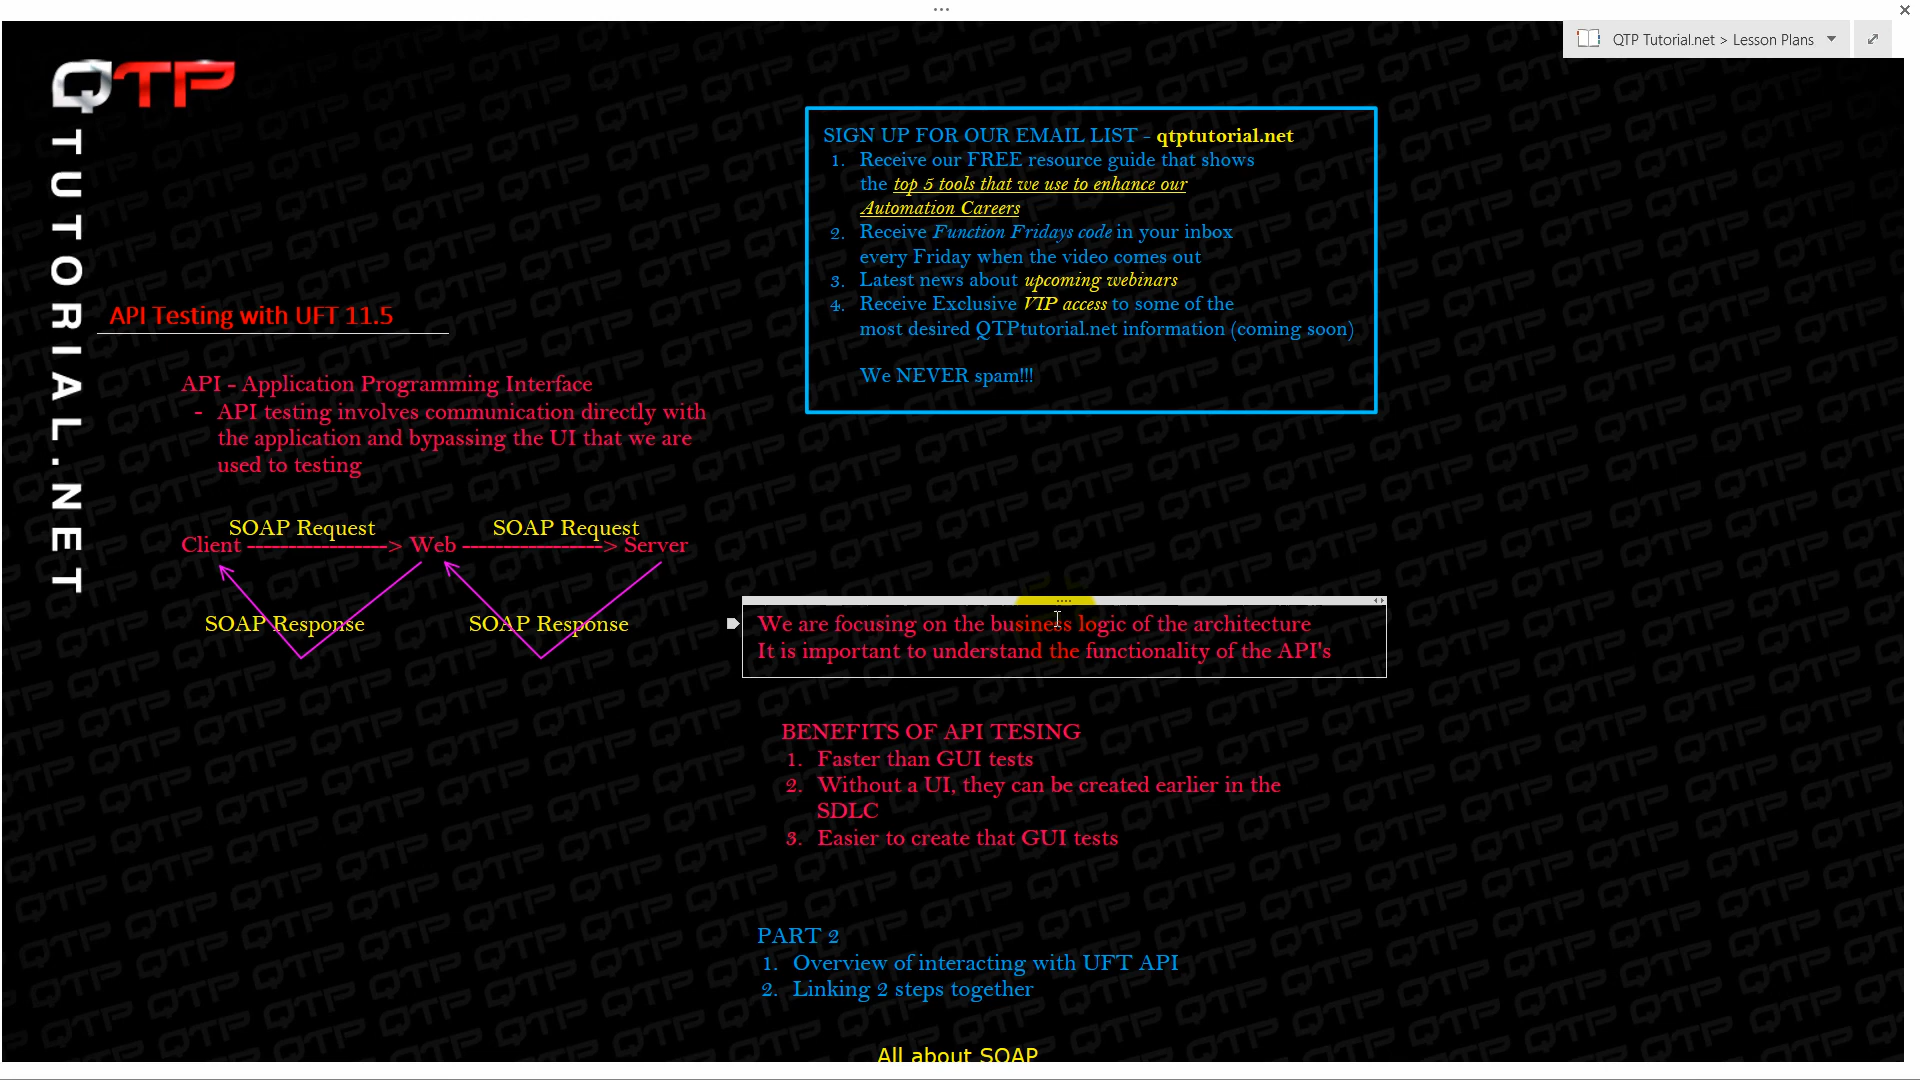 QTP Tutorial.net > Lesson Plans
QTP
TUTORIAL.NET
SIGN UP FOR OUR EMAIL LIST - qtptutorial.net
1. Receive our FREE resource guide that shows
the top 5 tools that we use to enhance our
Automation Careers
2. Receive Function Fridays code in your inbox
every Friday when the video comes out
3. Latest news about upcoming webinars
4. Receive Exclusive VIP access to some of the
most desired QTPtutorial.net information (coming soon)
We NEVER spam!!!
API Testing with UFT 11.5
API - Application Programming Interface
- API testing involves communication directly with
the application and bypassing the UI that we are
used to testing
SOAP Request SOAP Request
Client -----------------> Web -----------------> Server
SOAP Response SOAP Response
We are focusing on the business logic of the architecture
It is important to understand the functionality of the API's
BENEFITS OF API TESING
1. Faster than GUI tests
2. Without a UI, they can be created earlier in the
SDLC
3. Easier to create that GUI tests
PART 2
1. Overview of interacting with UFT API
2. Linking 2 steps together
All about SOAP